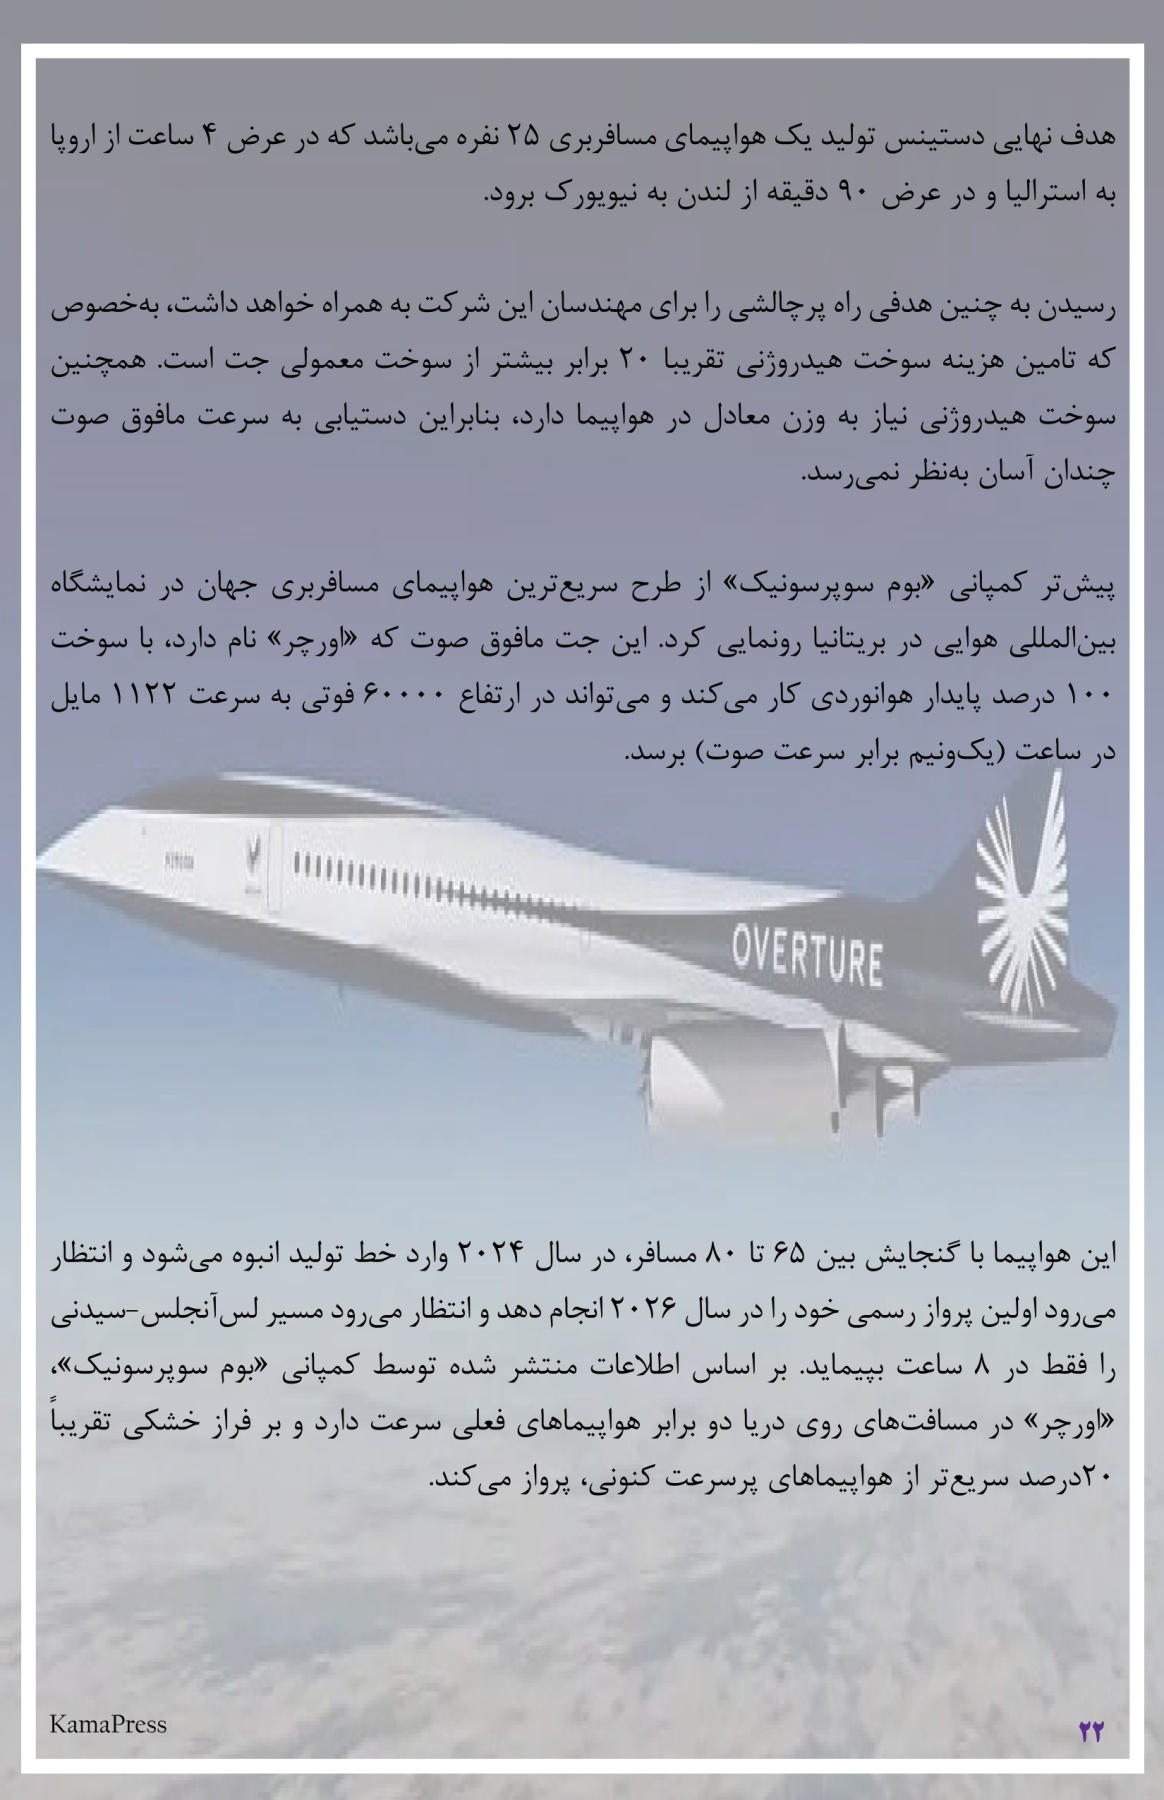 هدف نهایی دستینس تولید یک هواپیمای مسافربری ۲۵ نفره می‌باشد که در عرض ۴ ساعت از اروپا
به استرالیا و در عرض ۹۰ دقیقه از لندن به نیویورک برود.
رسیدن به چنین هدفی راه پرچالشی را برای مهندسان این شرکت به همراه خواهد داشت، به‌خصوص
که تامین هزینه سوخت هیدروژنی تقریبا ۲۰ برابر بیشتر از سوخت معمولی جت است. همچنین
سوخت هیدروژنی نیاز به وزن معادل در هواپیما دارد، بنابراین دستیابی به سرعت مافوق صوت
چندان آسان به‌نظر نمی‌رسد.
پیش‌تر کمپانی «بوم سوپرسونیک» از طرح سریع‌ترین هواپیمای مسافربری جهان در نمایشگاه
بین‌المللی هوایی در بریتانیا رونمایی کرد. این جت مافوق صوت که «اورچر» نام دارد، با سوخت
۱۰۰ درصد پایدار هوانوردی کار می‌کند و می‌تواند در ارتفاع ۶۰۰۰۰ فوتی به سرعت ۱۱۲۲ مایل
در ساعت (یک‌ونیم برابر سرعت صوت) برسد.
OVERTURE
این هواپیما با گنجایش بین ۶۵ تا ۸۰ مسافر، در سال ۲۰۲۴ وارد خط تولید انبوه می‌شود و انتظار
می‌رود اولین پرواز رسمی خود را در سال ۲۰۲۶ انجام دهد و انتظار می‌رود مسیر لس‌آنجلس-سیدنی
را فقط در ۸ ساعت بپیماید. بر اساس اطلاعات منتشر شده توسط کمپانی «بوم سوپرسونیک»،
«اورچر» در مسافت‌های روی دریا دو برابر هواپیماهای فعلی سرعت دارد و بر فراز خشکی تقریباً
۲۰درصد سریع‌تر از هواپیماهای پرسرعت کنونی، پرواز می‌کند.
KamaPress
۲۲